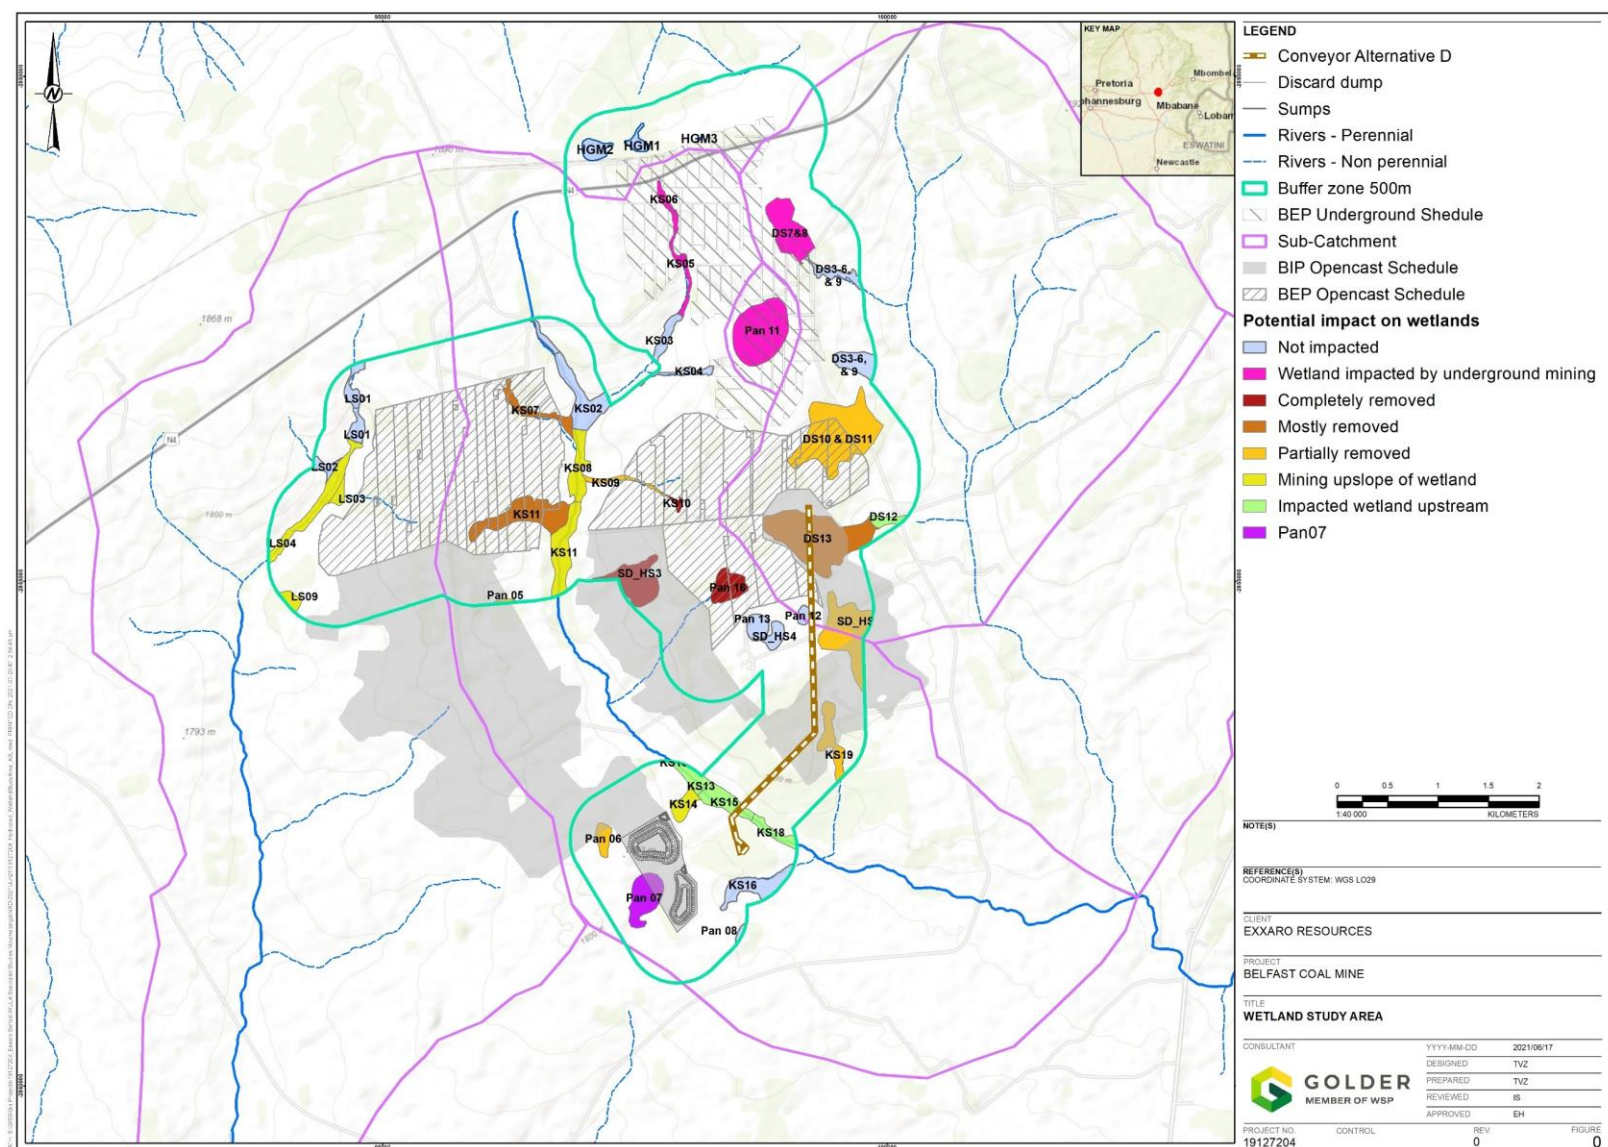 95000
100000
KEY MAP
Pretoria
Mbombel
ohannesburg
Mbabane
Lobam
ESWATINI
Newcastle
N4
1868 m
N4
1800 m
1793 m
HGM2
HGM1
HGM3
KS06
DS7&8
KS05
DS3-6,
& 9
Pan 11
KS03
KS04
DS3-6,
& 9
LS01
KS07
KS02
LS01
DS10 & DS11
LS02
KS08
KS09
LS03
KS10
KS11
DS12
DS13
LS04
KS11
SD_HS3
Pan 16
LS09
Pan 05
Pan 13
Pan 12
SD_HS4
SD_HS
KS19
KS13
KS15
KS14
KS18
Pan 06
KS16
Pan 07
Pan 08
LEGEND
Conveyor Alternative D
Discard dump
Sumps
Rivers - Perennial
Rivers - Non perennial
Buffer zone 500m
BEP Underground Shedule
Sub-Catchment
BIP Opencast Schedule
BEP Opencast Schedule
Potential impact on wetlands
Not impacted
Wetland impacted by underground mining
Completely removed
Mostly removed
Partially removed
Mining upslope of wetland
Impacted wetland upstream
Pan07
0 0.5 1 1.5 2
1:40 000 KILOMETERS
NOTE(S)
REFERENCE(S)
COORDINATE SYSTEM: WGS LO29
CLIENT
EXXARO RESOURCES
PROJECT
BELFAST COAL MINE
TITLE
WETLAND STUDY AREA
CONSULTANT
YYYY-MM-DD 2021/06/17
DESIGNED TVZ
PREPARED TVZ
REVIEWED IS
APPROVED EH
GOLDER
MEMBER OF WSP
PROJECT NO. CONTROL REV. FIGURE
19127204 0 0